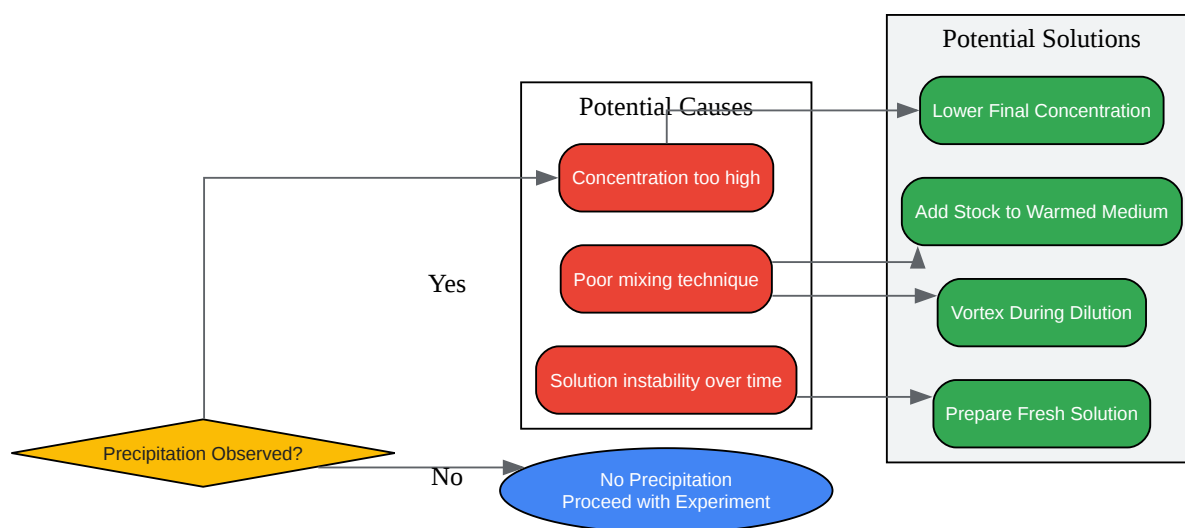 Potential Solutions
Potential Causes
Lower Final Concentration
Concentration too high
Add Stock to Warmed Medium
Yes
Poor mixing technique
Vortex During Dilution
Solution instability over time
Prepare Fresh Solution
Precipitation Observed?
No
No Precipitation
Proceed with Experiment